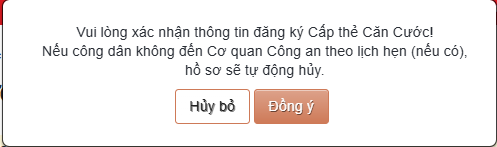 Vui lòng xác nhận thông tin đăng ký Cấp thẻ Căn Cước!
Nếu công dân không đến Cơ quan Công an theo lịch hẹn (nếu có),
hồ sơ sẽ tự động hủy.
Hủy bỏ Đồng ý